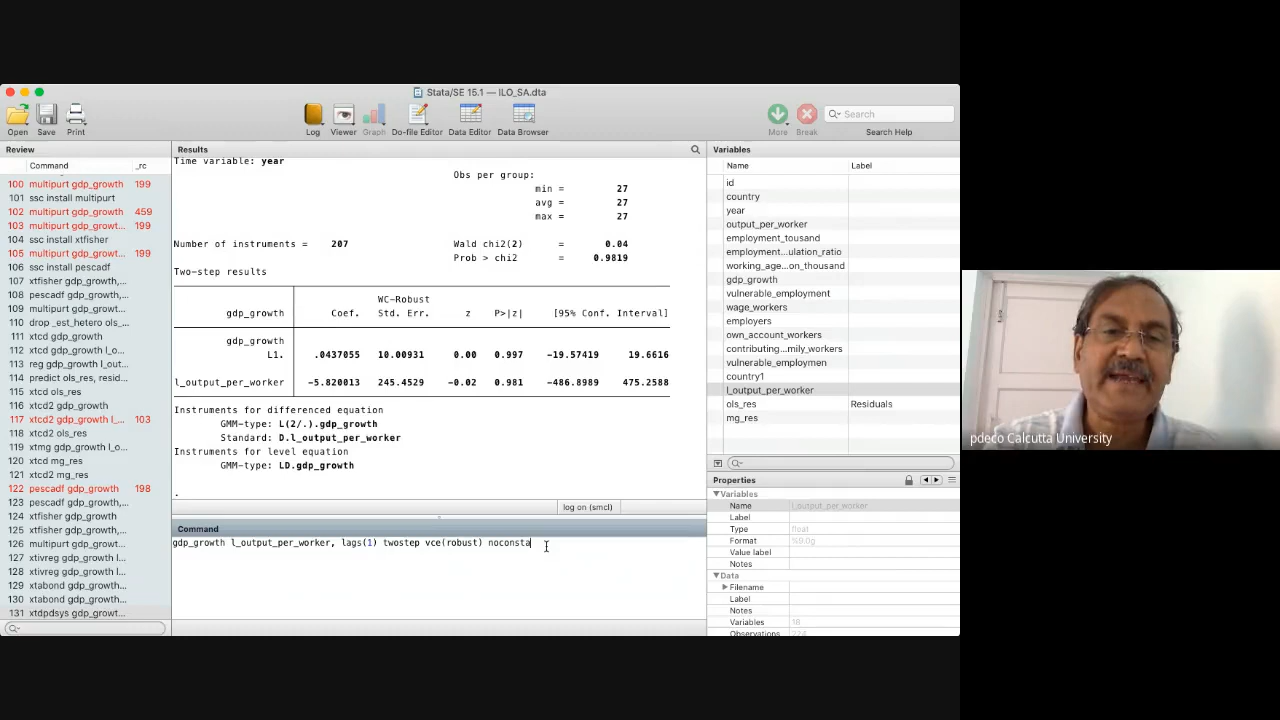 Stata/SE 15.1 — ILO_SA.dta
Open Save Print Log Viewer Graph Do-file Editor Data Editor Data Browser More Break Search Search Help
Review
Command _rc
100 multipurt gdp_growth 199
101 ssc install multipurt
102 multipurt gdp_growth 459
103 multipurt gdp_growt... 199
104 ssc install xtfisher
105 multipurt gdp_growt... 199
106 ssc install pescadf
107 xtfisher gdp_growth,...
108 pescadf gdp_growth,...
109 multipurt gdp_growt...
110 drop _est_hetero ols_...
111 xtcd gdp_growth
112 xtcd gdp_growth l_o...
113 reg gdp_growth l_out...
114 predict ols_res, resid...
115 xtcd ols_res
116 xtcd2 gdp_growth
117 xtcd2 gdp_growth l_... 103
118 xtcd2 ols_res
119 xtmg gdp_growth l_o...
120 xtcd mg_res
121 xtcd2 mg_res
122 pescadf gdp_growth 198
123 pescadf gdp_growth,...
124 xtfisher gdp_growth
125 xtfisher gdp_growth,...
126 multipurt gdp_growt...
127 xtivreg gdp_growth l...
128 xtivreg gdp_growth l...
129 xtabond gdp_growth...
130 xtabond gdp_growth...
131 xtdpdsys gdp_growt...
Results
Time variable: year
Obs per group:
min = 27
avg = 27
max = 27
Number of instruments = 207 Wald chi2(2) = 0.04
Prob > chi2 = 0.9819
Two-step results
WC-Robust
gdp_growth Coef. Std. Err. z P>|z| [95% Conf. Interval]
gdp_growth
L1. .0437055 10.00931 0.00 0.997 -19.57419 19.6616
l_output_per_worker -5.820013 245.4529 -0.02 0.981 -486.8989 475.2588
Instruments for differenced equation
GMM-type: L(2/.).gdp_growth
Standard: D.l_output_per_worker
Instruments for level equation
GMM-type: LD.gdp_growth
.
log on (smcl)
Command
gdp_growth l_output_per_worker, lags(1) twostep vce(robust) noconsta
Variables
Name Label
id
country
year
output_per_worker
employment_tousand
employment...ulation_ratio
working_age...on_thousand
gdp_growth
vulnerable_employment
wage_workers
employers
own_account_workers
contributing...mily_workers
vulnerable_employmen
country1
l_output_per_worker
ols_res Residuals
mg_res
Properties
Variables
Name l_output_per_worker
Label
Type float
Format %9.0g
Value label
Notes
Data
Filename
Label
Notes
Variables 18
Observations 224
pdeco Calcutta University